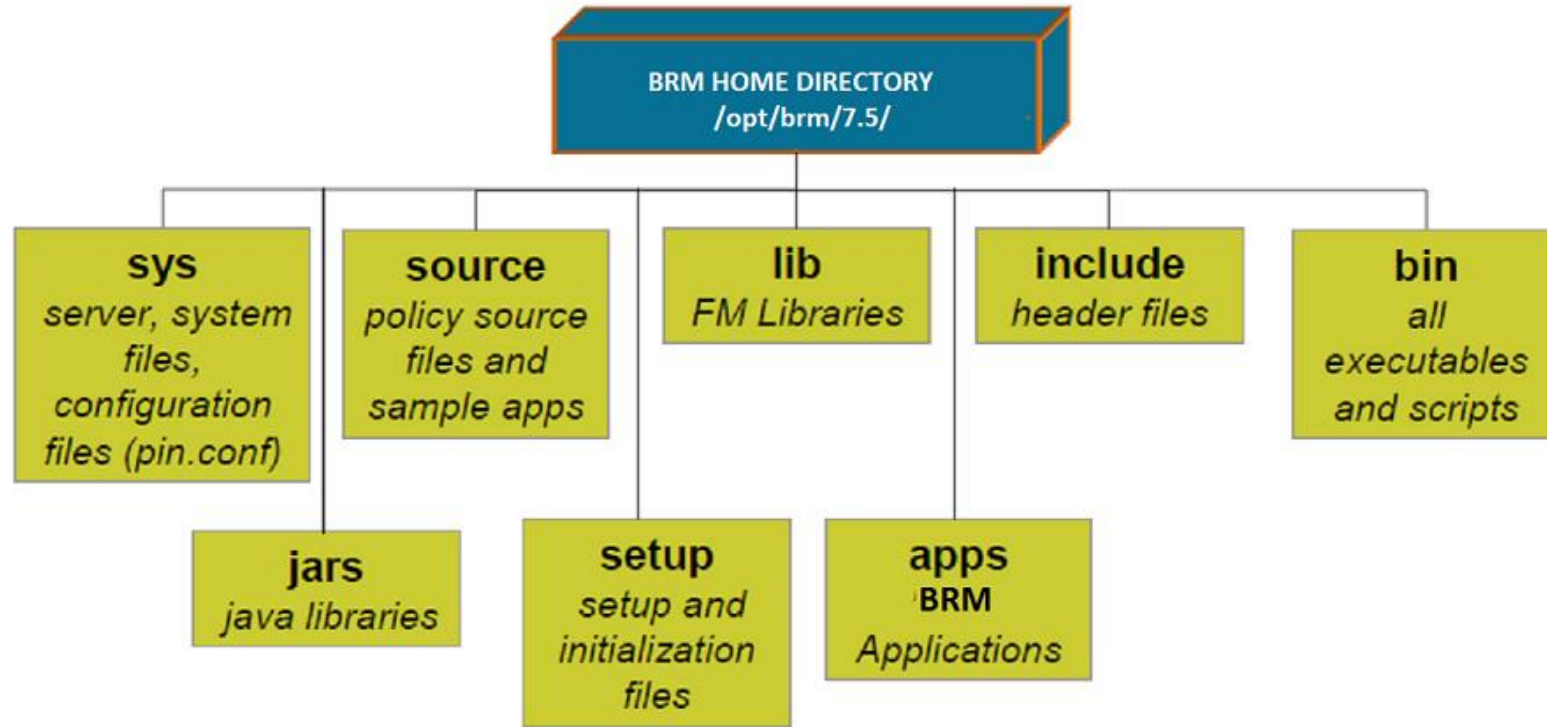 BRM HOME DIRECTORY
/opt/brm/7.5/
sys
server, system
files,
configuration
files (pin.conf)
source
policy source
files and
sample apps
lib
FM Libraries
include
header files
bin
all
executables
and scripts
jars
java libraries
setup
setup and
initialization
files
apps
BRM
Applications